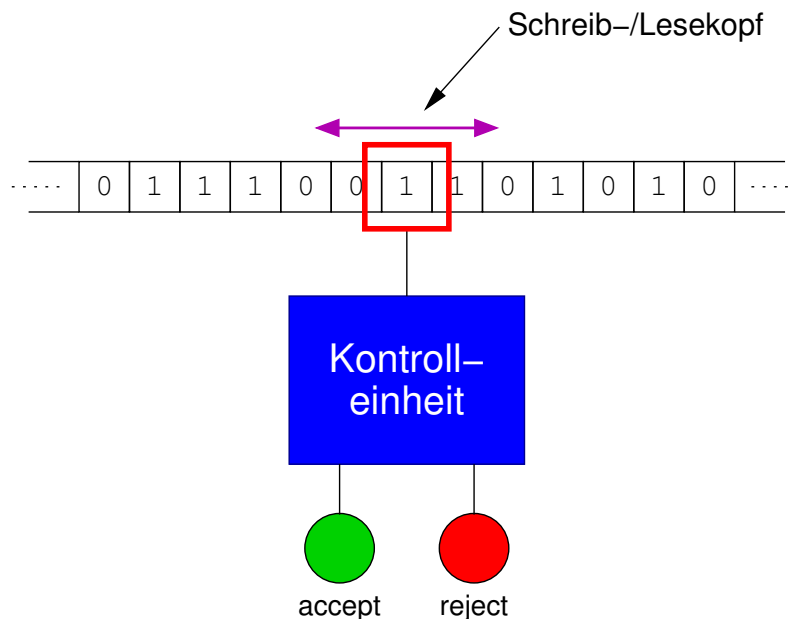 Schreib–/Lesekopf
..... 0 1 1 1 0 0 1 1 0 1 0 1 0 .....
Kontroll–
einheit
accept reject